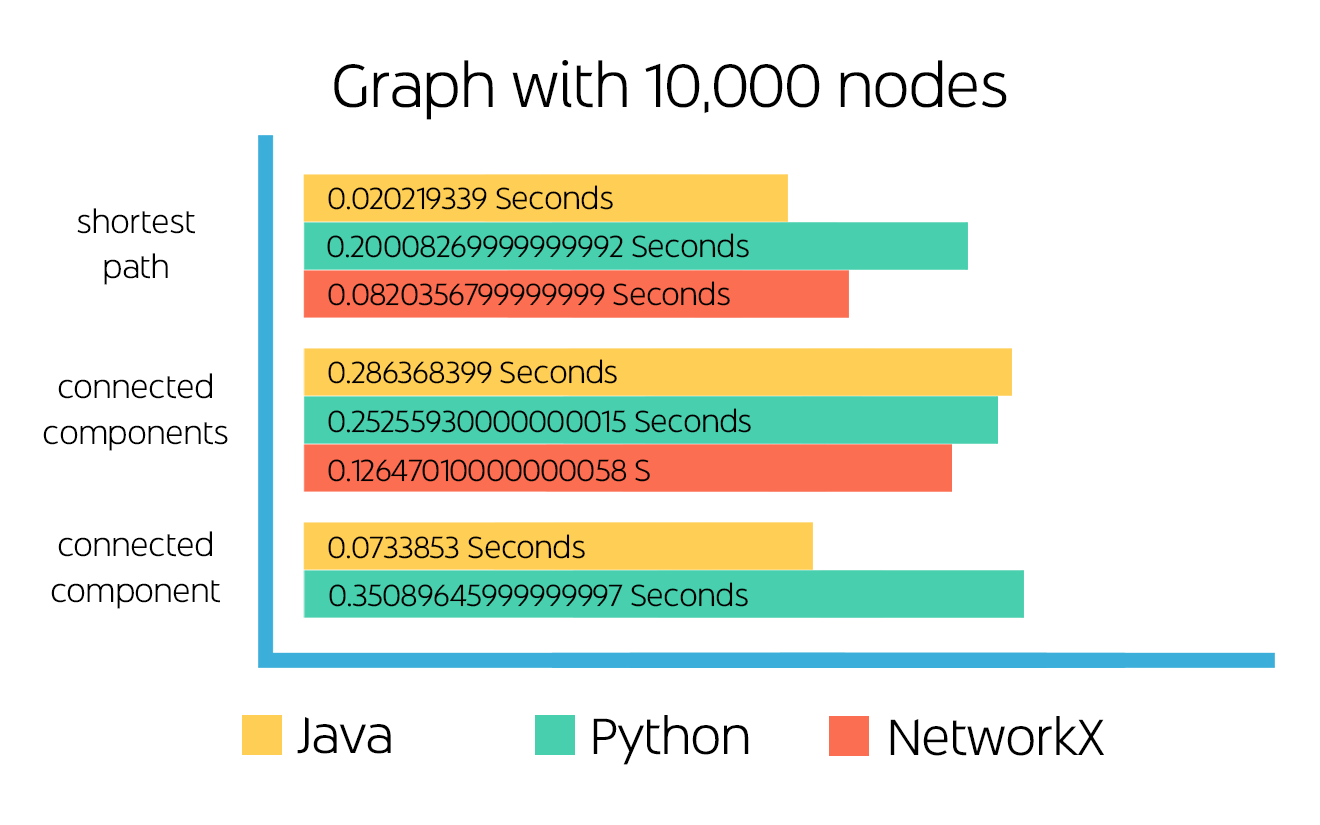 Graph with 10,000 nodes
shortest
path
0.020219339 Seconds
0.20008269999999992 Seconds
0.0820356799999999 Seconds
connected
components
0.286368399 Seconds
0.25255930000000015 Seconds
0.12647010000000058 S
connected
component
0.0733853 Seconds
0.35089645999999997 Seconds
Java
Python
NetworkX